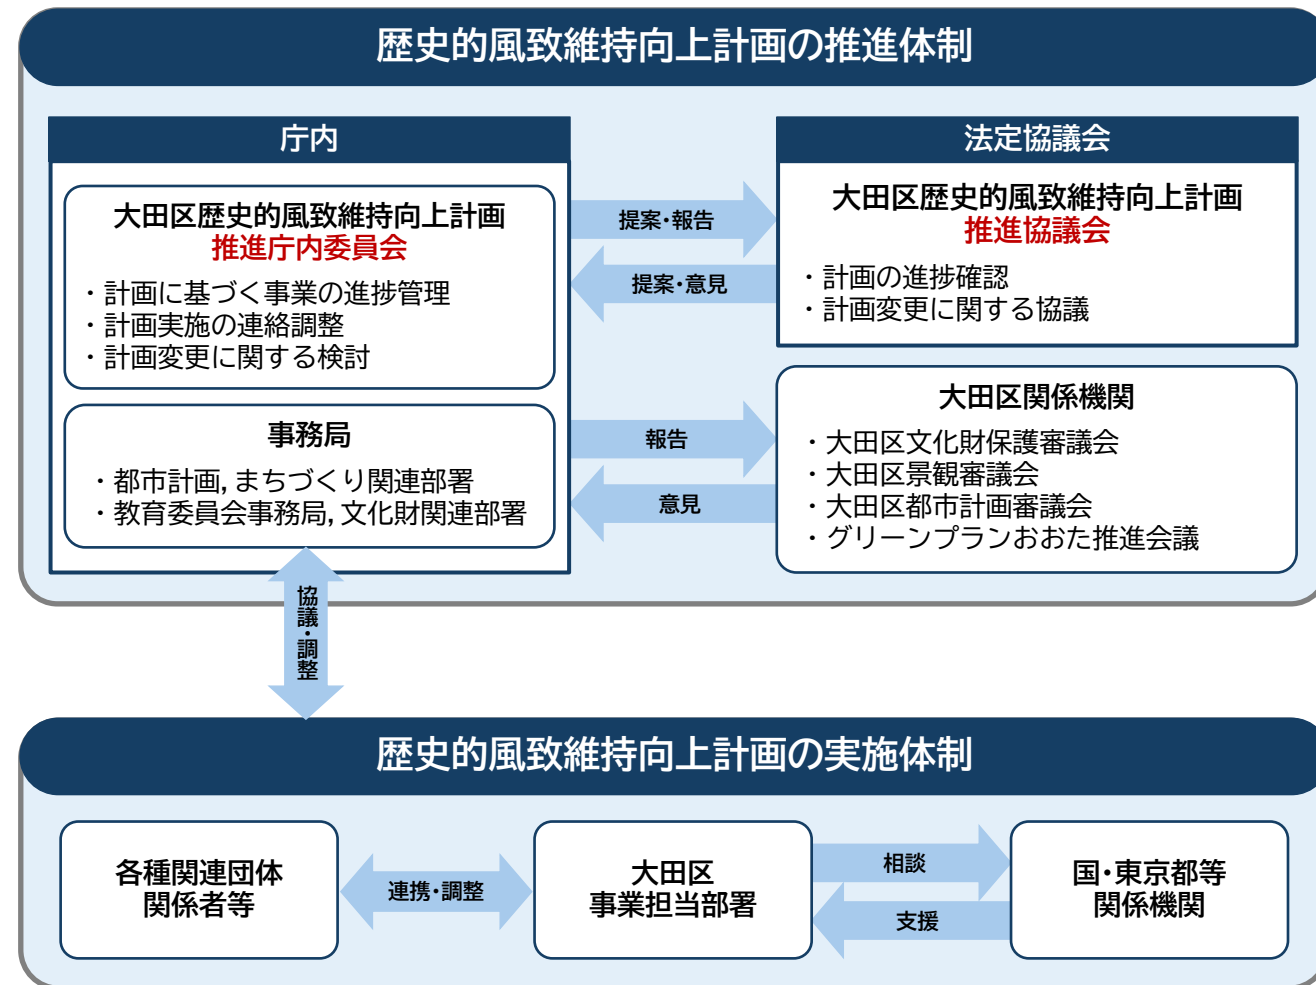 歴史的風致維持向上計画の推進体制
庁内
大田区歴史的風致維持向上計画
推進庁内委員会
・計画に基づく事業の進捗管理
・計画実施の連絡調整
・計画変更に関する検討
事務局
・都市計画,まちづくり関連部署
・教育委員会事務局,文化財関連部署
提案・報告
提案・意見
報告
意見
法定協議会
大田区歴史的風致維持向上計画
推進協議会
・計画の進捗確認
・計画変更に関する協議
大田区関係機関
・大田区文化財保護審議会
・大田区景観審議会
・大田区都市計画審議会
・グリーンプランおおた推進会議
協議・調整
歴史的風致維持向上計画の実施体制
各種関連団体
関係者等
連携・調整
大田区
事業担当部署
相談
支援
国・東京都等
関係機関